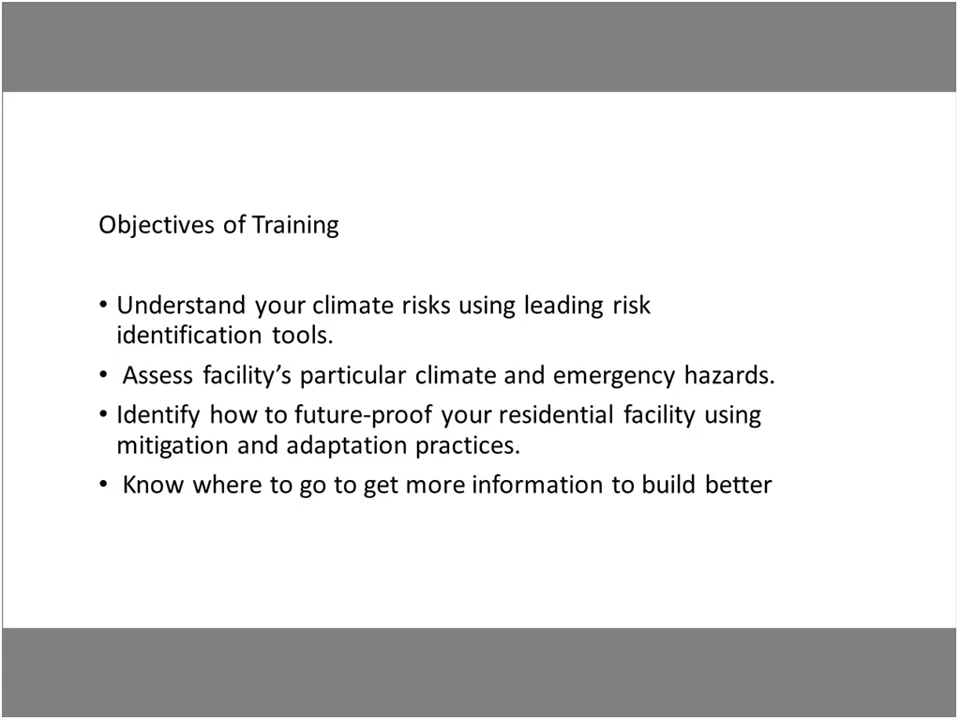 Objectives of Training
• Understand your climate risks using leading risk
identification tools.
• Assess facility’s particular climate and emergency hazards.
• Identify how to future-proof your residential facility using
mitigation and adaptation practices.
• Know where to go to get more information to build better